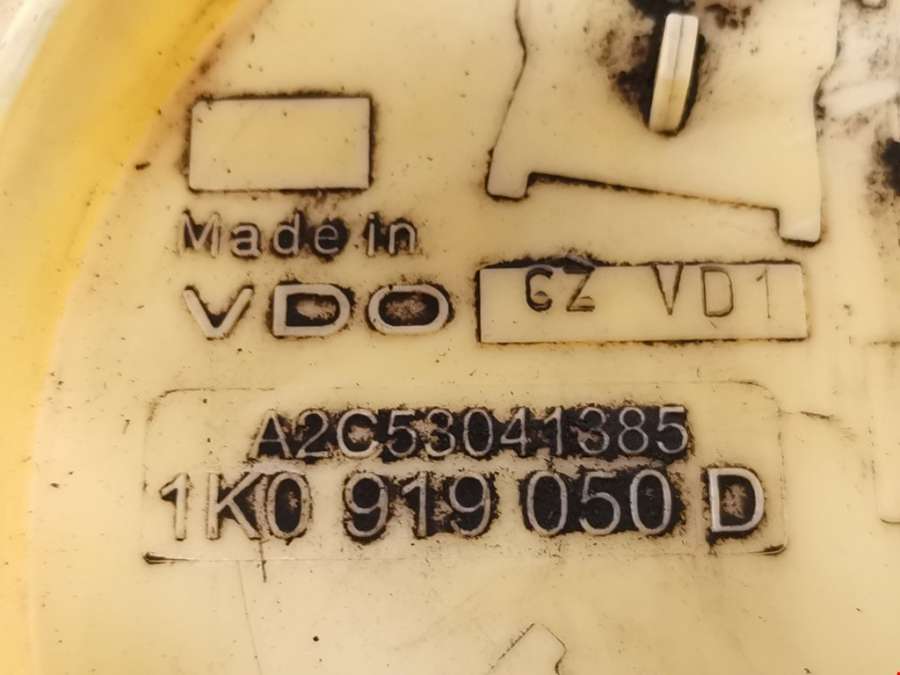 Made in
VDO CZ VD1
A2C53041385
1K0 919 050 D